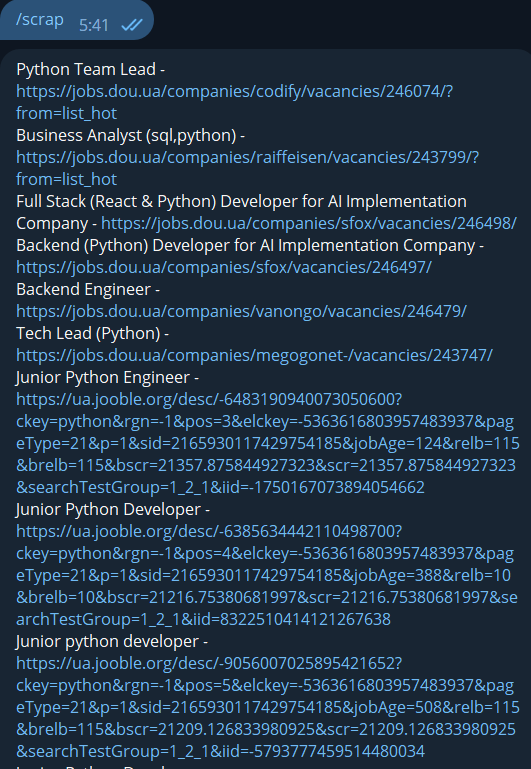 /scrap 5:41
Python Team Lead -
https://jobs.dou.ua/companies/codify/vacancies/246074/?
from=list_hot
Business Analyst (sql,python) -
https://jobs.dou.ua/companies/raiffeisen/vacancies/243799/?
from=list_hot
Full Stack (React & Python) Developer for AI Implementation
Company - https://jobs.dou.ua/companies/sfox/vacancies/246498/
Backend (Python) Developer for AI Implementation Company -
https://jobs.dou.ua/companies/sfox/vacancies/246497/
Backend Engineer -
https://jobs.dou.ua/companies/vanongo/vacancies/246479/
Tech Lead (Python) -
https://jobs.dou.ua/companies/megogonet-/vacancies/243747/
Junior Python Engineer -
https://ua.jooble.org/desc/-6483190940073050600?
ckey=python&rgn=-1&pos=3&elckey=-5363616803957483937&pag
eType=21&p=1&sid=2165930117429754185&jobAge=124&relb=115
&brelb=115&bscr=21357.875844927323&scr=21357.875844927323
&searchTestGroup=1_2_1&iid=-1750167073894054662
Junior Python Developer -
https://ua.jooble.org/desc/-6385634442110498700?
ckey=python&rgn=-1&pos=4&elckey=-5363616803957483937&pag
eType=21&p=1&sid=2165930117429754185&jobAge=388&relb=10
&brelb=10&bscr=21216.75380681997&scr=21216.75380681997&se
archTestGroup=1_2_1&iid=8322510414121267638
Junior python developer -
https://ua.jooble.org/desc/-9056007025895421652?
ckey=python&rgn=-1&pos=5&elckey=-5363616803957483937&pag
eType=21&p=1&sid=2165930117429754185&jobAge=508&relb=115
&brelb=115&bscr=21209.126833980925&scr=21209.126833980925
&searchTestGroup=1_2_1&iid=-5793777459514480034